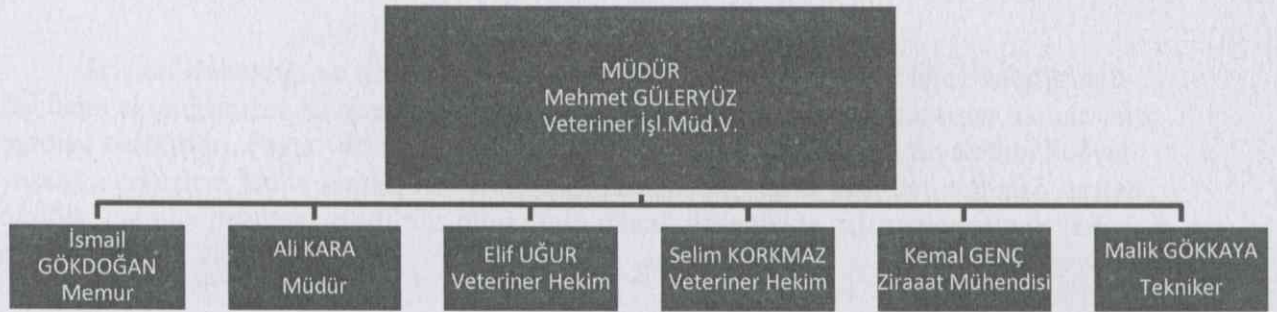 MÜDÜR
Mehmet GÜLERYÜZ
Veteriner İşl.Müd.V.
İsmail
GÖKDOĞAN
Memur
Ali KARA
Müdür
Elif UĞUR
Veteriner Hekim
Selim KORKMAZ
Veteriner Hekim
Kemal GENÇ
Ziraaat Mühendisi
Malik GÖKKAYA
Tekniker